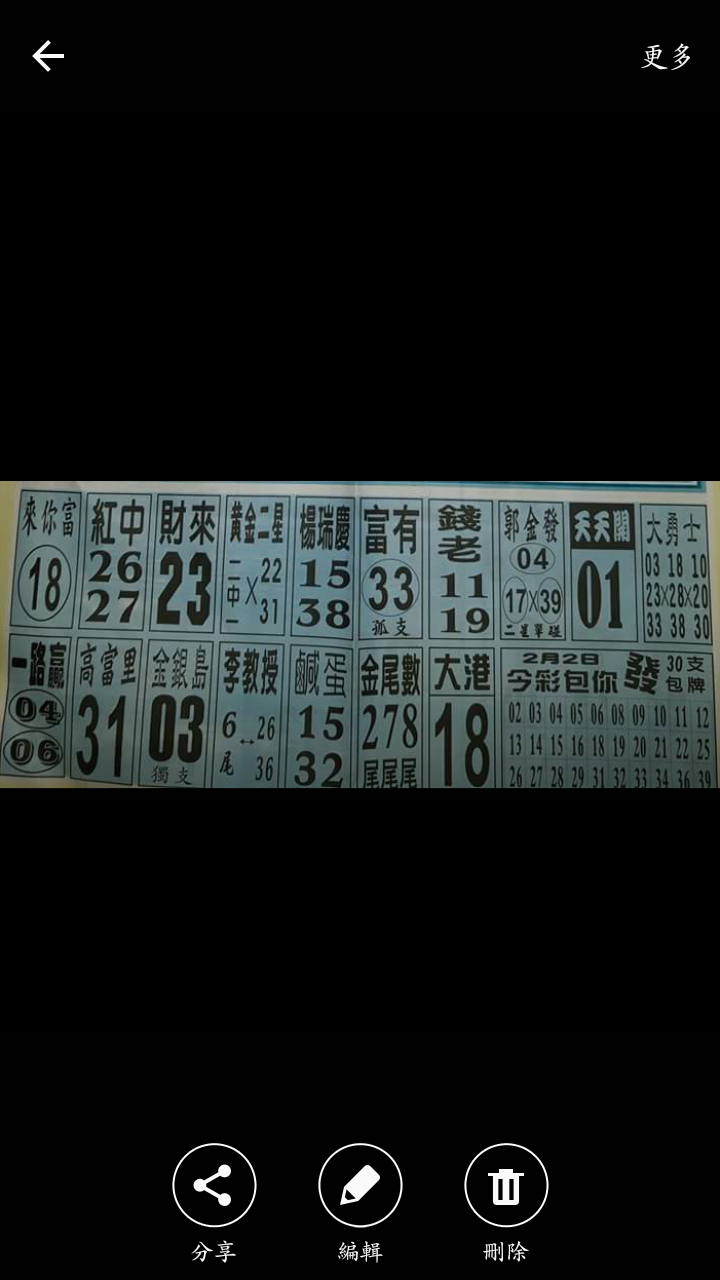 更多
來你富
18
紅中
26
27
財來
23
黃金二星
二中一 × 22 31
楊瑞慶
15
38
富有
33
孤支
錢老
11
19
郭金發
04
17×39
二星單碰
天天開
01
大勇士
03 18 10
23×28×20
33 38 30
一路贏
04
06
高富里
31
金銀島
03
獨支
李教授
6尾↔26 36
鹹蛋
15
32
金尾數
278
尾尾尾
大港
18
2月2日
今彩包你發
30支
包牌
02 03 04 05 06 08 09 10 11 12
13 14 15 16 18 19 20 21 22 25
26 27 28 29 31 32 33 34 36 39
分享
編輯
刪除